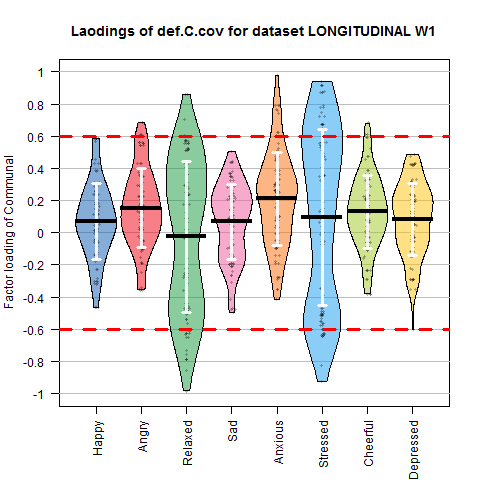 Laodings of def.C.cov for dataset LONGITUDINAL W1
Factor loading of Communal
1
0.8
0.6
0.4
0.2
0
-0.2
-0.4
-0.6
-0.8
-1
Happy
Angry
Relaxed
Sad
Anxious
Stressed
Cheerful
Depressed